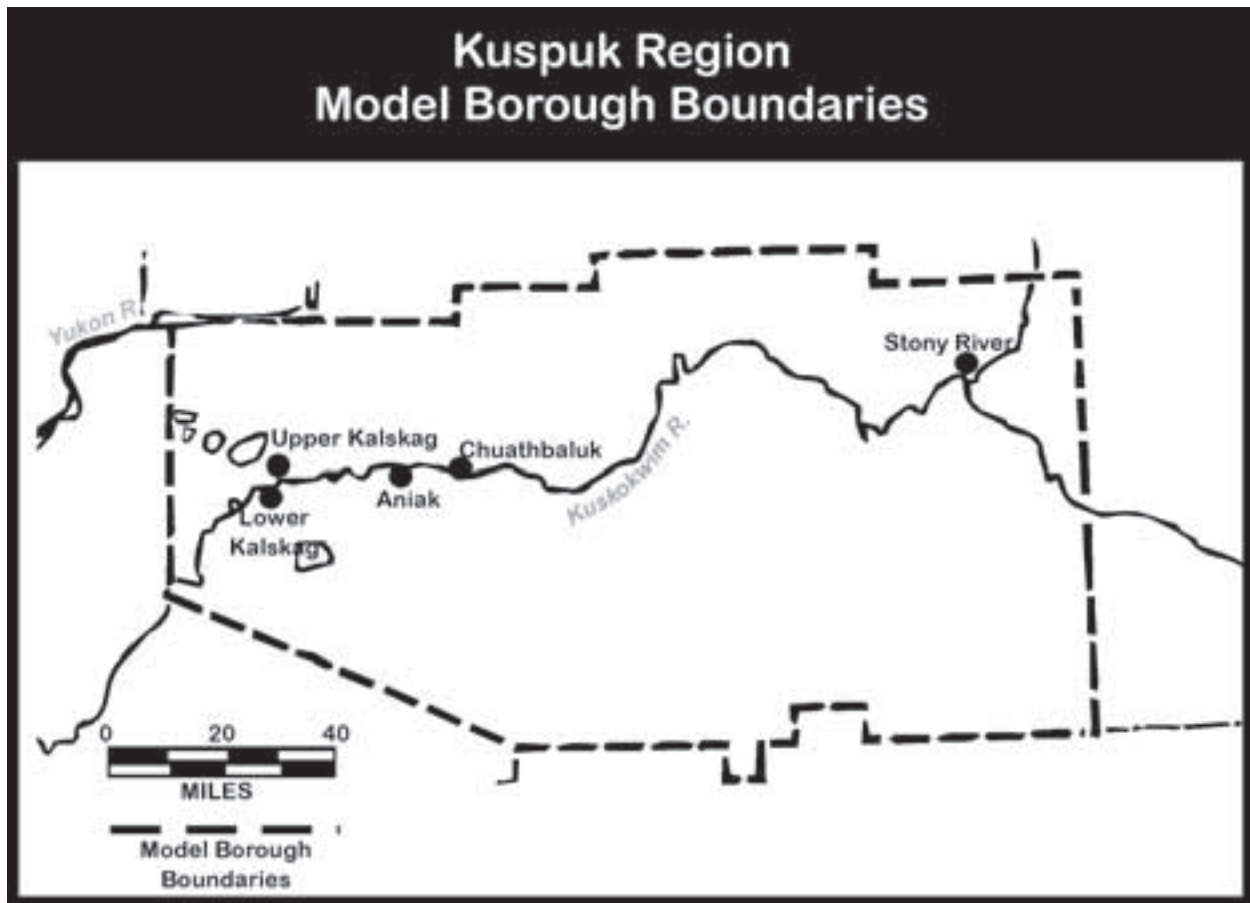 Kuspuk Region
Model Borough Boundaries
Yukon R.
Stony River
Upper Kalskag
Chuathbaluk
Aniak
Kuskokwim R.
Lower
Kalskag
0 20 40
MILES
Model Borough
Boundaries